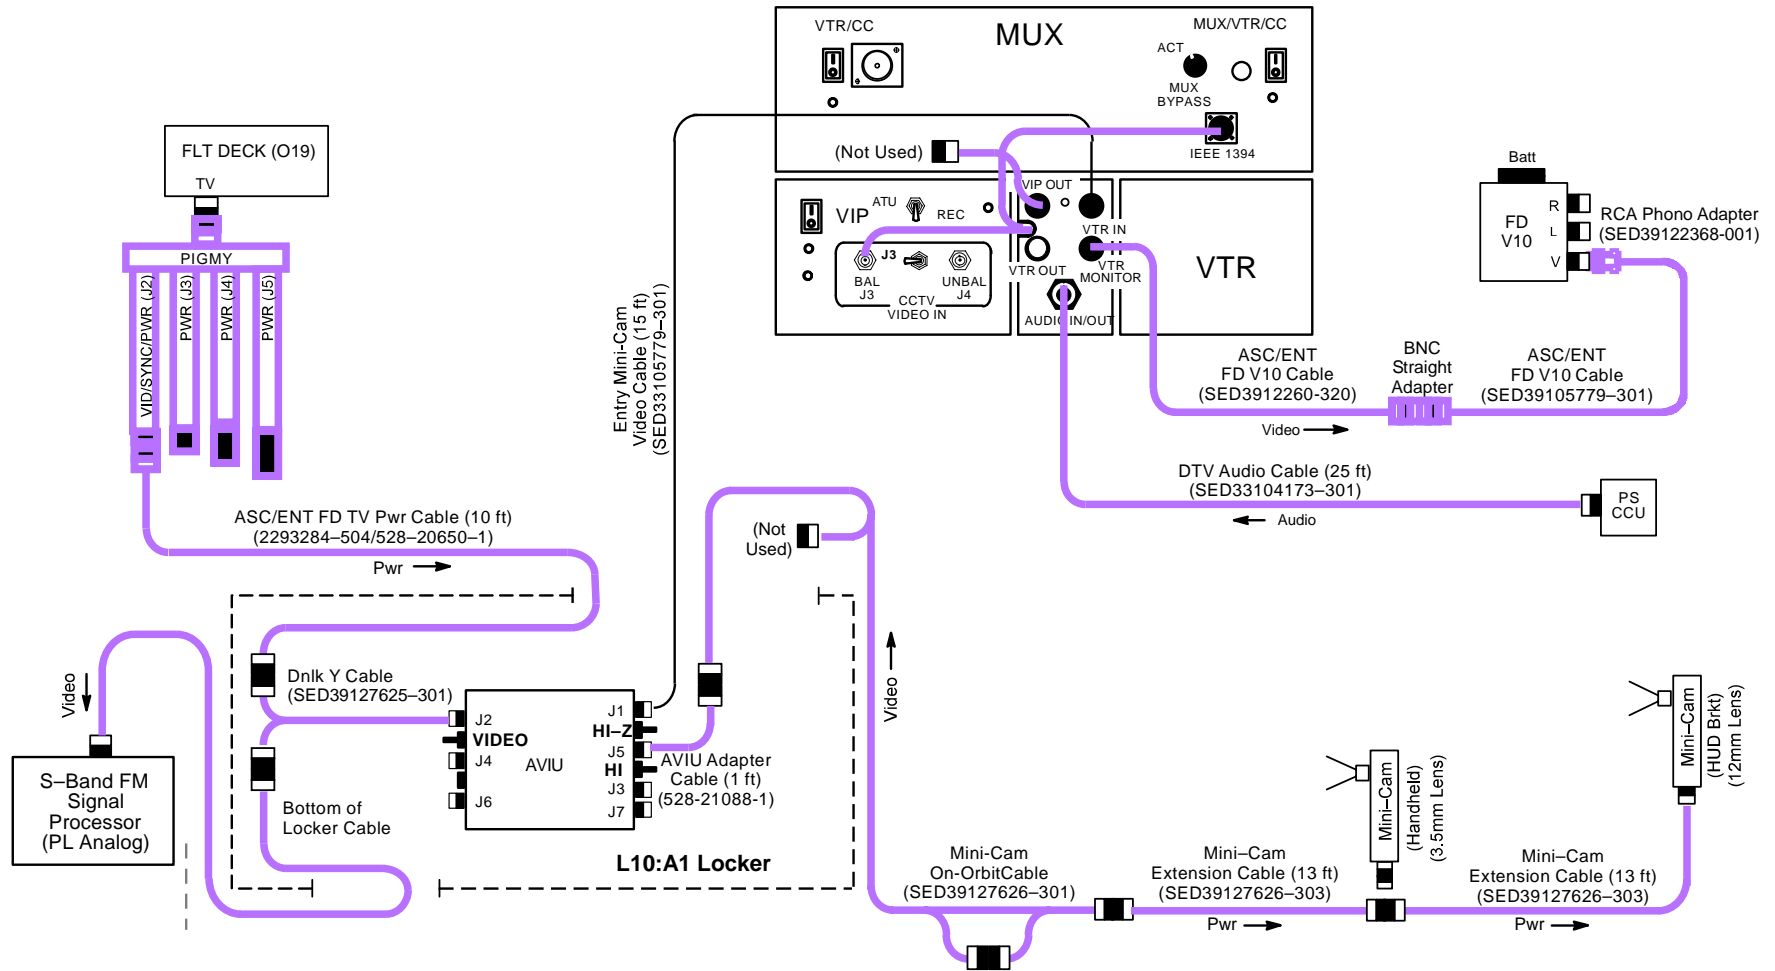 VTR/CC
MUX
MUX/VTR/CC
ACT
MUX
BYPASS
IEEE 1394
(Not Used)
FLT DECK (O19)
TV
PIGMY
VID/SYNC/PWR (J2)
PWR (J3)
PWR (J4)
PWR (J5)
VIP
ATU
REC
J3
BAL
J3
UNBAL
J4
CCTV
VIDEO IN
VIP OUT
VTR IN
VTR OUT
VTR
MONITOR
AUDIO IN/OUT
VTR
Batt
FD
V10
R
L
V
RCA Phono Adapter
(SED39122368-001)
Entry Mini-Cam
Video Cable (15 ft)
(SED33105779–301)
ASC/ENT
FD V10 Cable
(SED3912260-320)
Video
BNC
Straight
Adapter
ASC/ENT
FD V10 Cable
(SED39105779–301)
DTV Audio Cable (25 ft)
(SED33104173–301)
Audio
PS
CCU
ASC/ENT FD TV Pwr Cable (10 ft)
(2293284–504/528–20650–1)
Pwr
(Not
Used)
Video
Dnlk Y Cable
(SED39127625–301)
S–Band FM
Signal
Processor
(PL Analog)
Bottom of
Locker Cable
J2
VIDEO
J4
J6
AVIU
J1
HI–Z
J5
HI
J3
J7
AVIU Adapter
Cable (1 ft)
(528-21088-1)
L10:A1 Locker
Video
Mini-Cam
On-OrbitCable
(SED39127626–301)
Mini–Cam
Extension Cable (13 ft)
(SED39127626–303)
Pwr
Mini–Cam
(Handheld)
(3.5mm Lens)
Mini–Cam
Extension Cable (13 ft)
(SED39127626–303)
Pwr
Mini–Cam
(HUD Brkt)
(12mm Lens)